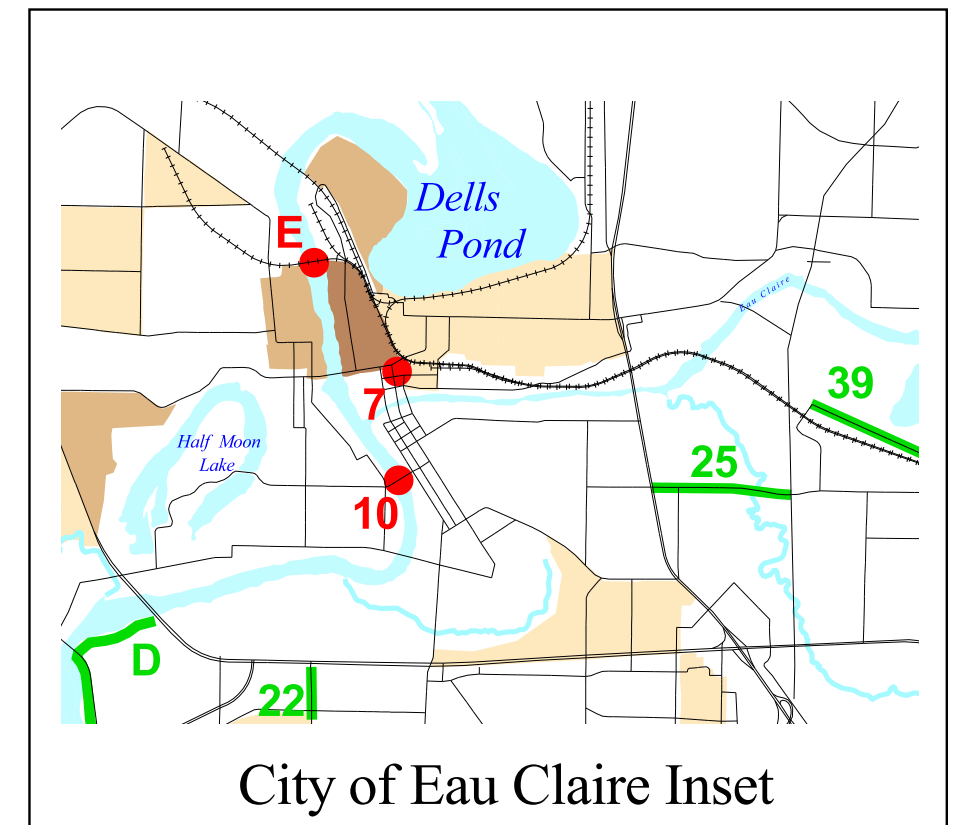 Dells
Pond
E
Eau Claire
39
7
Half Moon
Lake
25
10
D
22
City of Eau Claire Inset